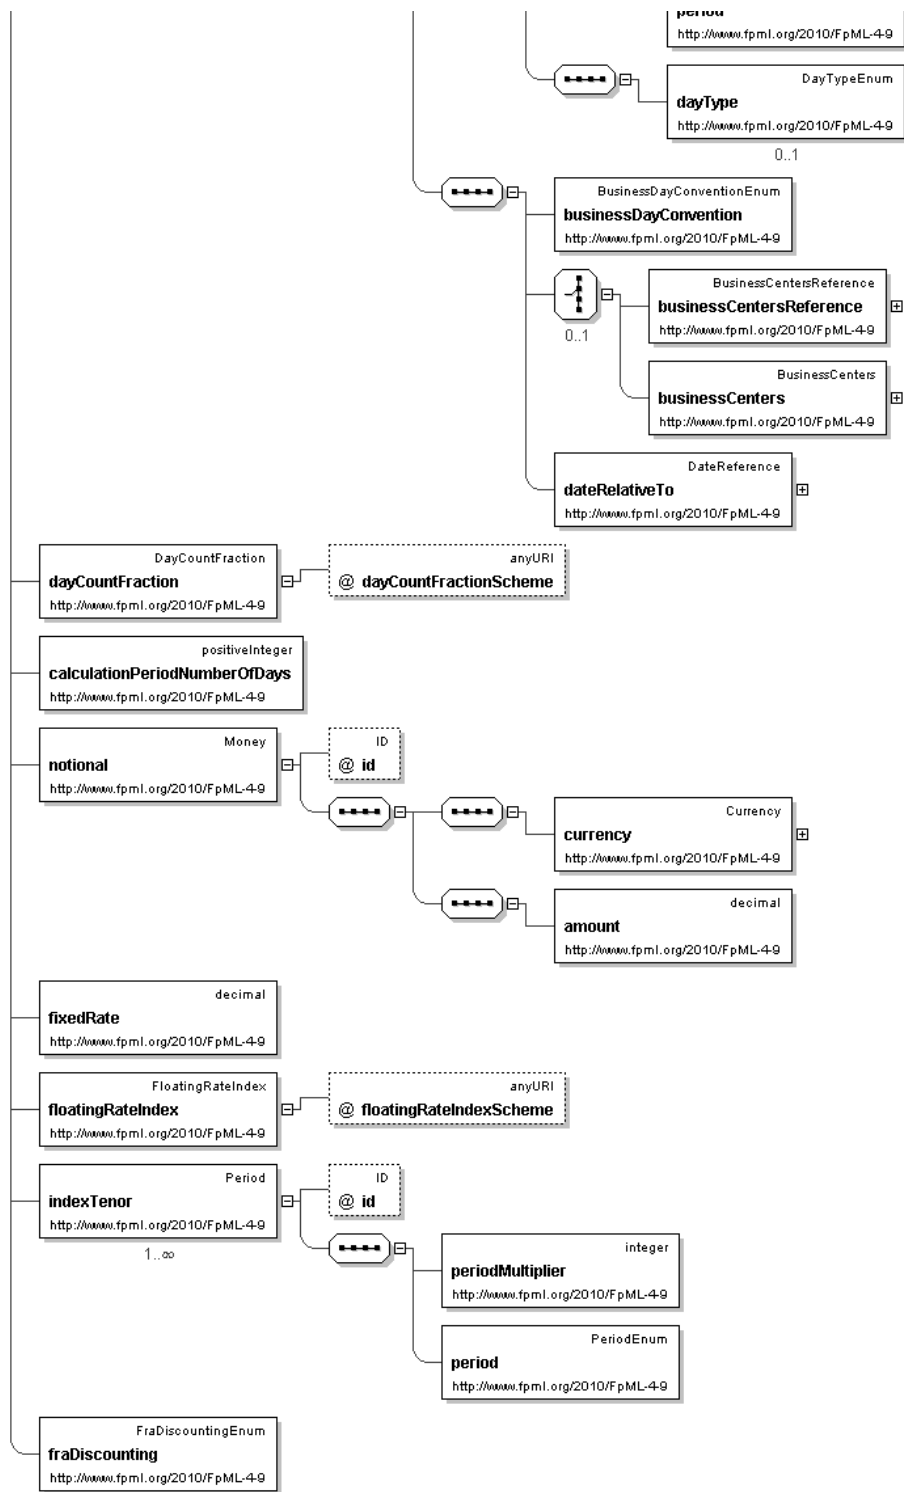 period
http://www.fpml.org/2010/FpML-4-9
DayTypeEnum
dayType
http://www.fpml.org/2010/FpML-4-9
0..1
BusinessDayConventionEnum
businessDayConvention
http://www.fpml.org/2010/FpML-4-9
BusinessCentersReference
businessCentersReference
http://www.fpml.org/2010/FpML-4-9
0..1
BusinessCenters
businessCenters
http://www.fpml.org/2010/FpML-4-9
DateReference
dateRelativeTo
http://www.fpml.org/2010/FpML-4-9
DayCountFraction
dayCountFraction
http://www.fpml.org/2010/FpML-4-9
anyURI
@ dayCountFractionScheme
positiveInteger
calculationPeriodNumberOfDays
http://www.fpml.org/2010/FpML-4-9
Money
notional
http://www.fpml.org/2010/FpML-4-9
ID
@ id
Currency
currency
http://www.fpml.org/2010/FpML-4-9
decimal
amount
http://www.fpml.org/2010/FpML-4-9
decimal
fixedRate
http://www.fpml.org/2010/FpML-4-9
FloatingRateIndex
floatingRateIndex
http://www.fpml.org/2010/FpML-4-9
anyURI
@ floatingRateIndexScheme
Period
indexTenor
http://www.fpml.org/2010/FpML-4-9
1..∞
ID
@ id
integer
periodMultiplier
http://www.fpml.org/2010/FpML-4-9
PeriodEnum
period
http://www.fpml.org/2010/FpML-4-9
FraDiscountingEnum
fraDiscounting
http://www.fpml.org/2010/FpML-4-9